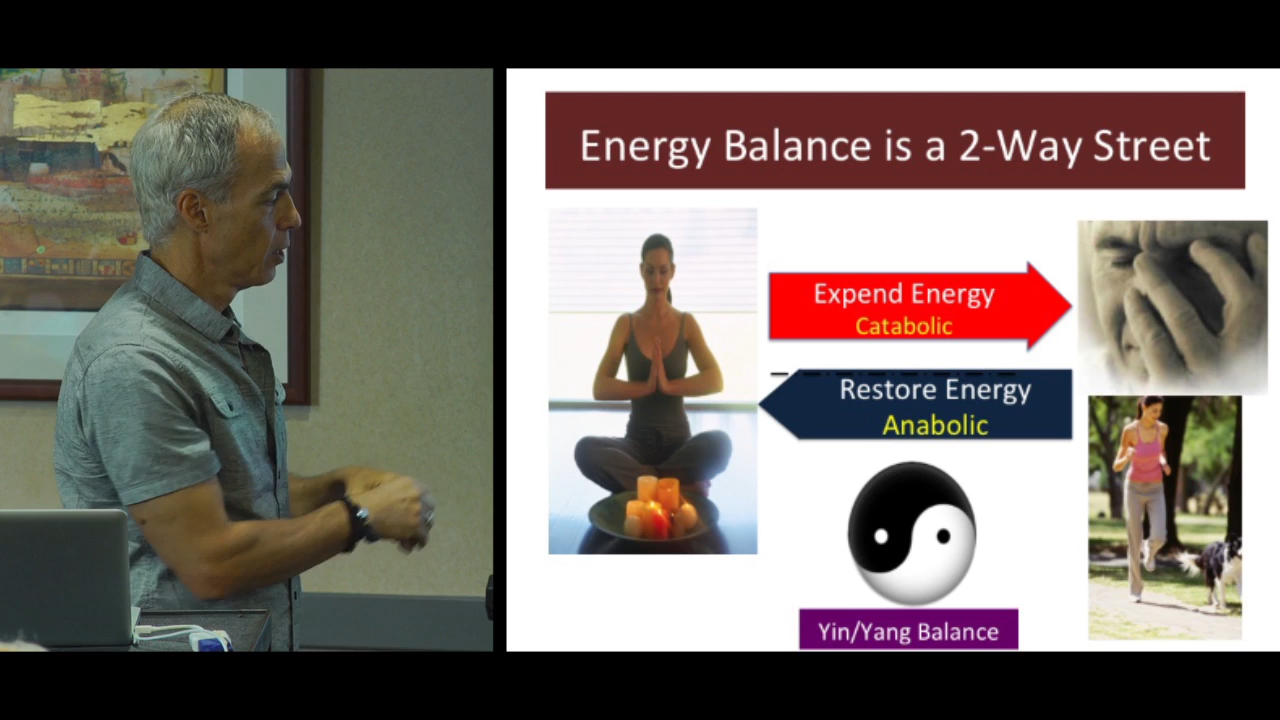 Energy Balance is a 2-Way Street
Expend Energy
Catabolic
Restore Energy
Anabolic
Yin/Yang Balance